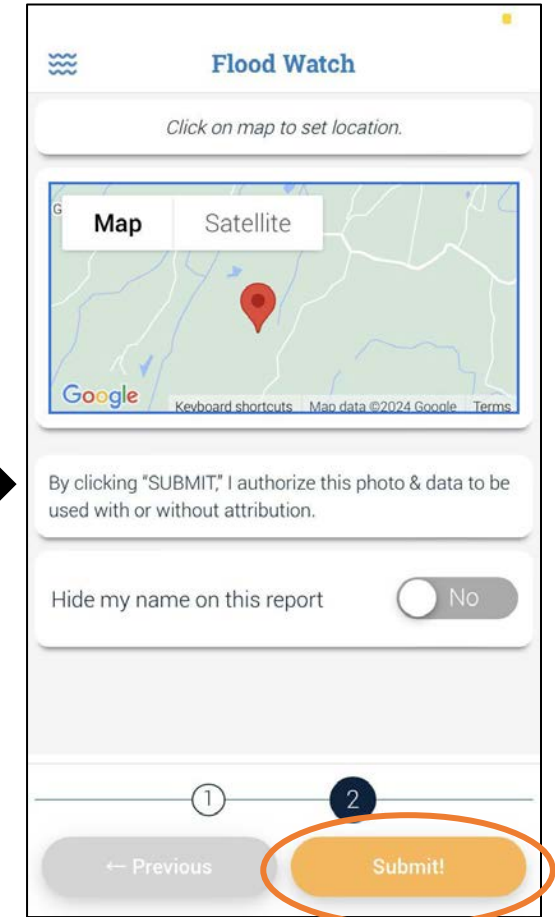 Flood Watch
Click on map to set location.
G
Map Satellite
Google Keyboard shortcuts Map data ©2024 Google Terms
By clicking “SUBMIT,” I authorize this photo & data to be
used with or without attribution.
Hide my name on this report No
1 2
← Previous Submit!